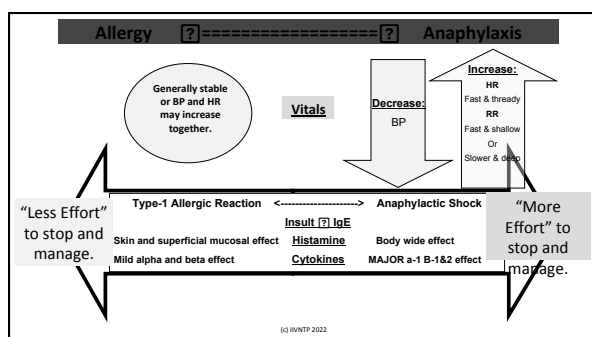 Allergy ?===================? Anaphylaxis
Generally stable
or BP and HR
may increase
together.
Vitals
Decrease:
BP
Increase:
HR
Fast & thready
RR
Fast & shallow
Or
Slower & deep
"Less Effort"
to stop and
manage.
Type-1 Allergic Reaction <--------------------> Anaphylactic Shock
Insult ? IgE
Skin and superficial mucosal effect Histamine Body wide effect
Mild alpha and beta effect Cytokines MAJOR a-1 B-1&2 effect
"More
Effort" to
stop and
manage.
(c) IIVNTP 2022